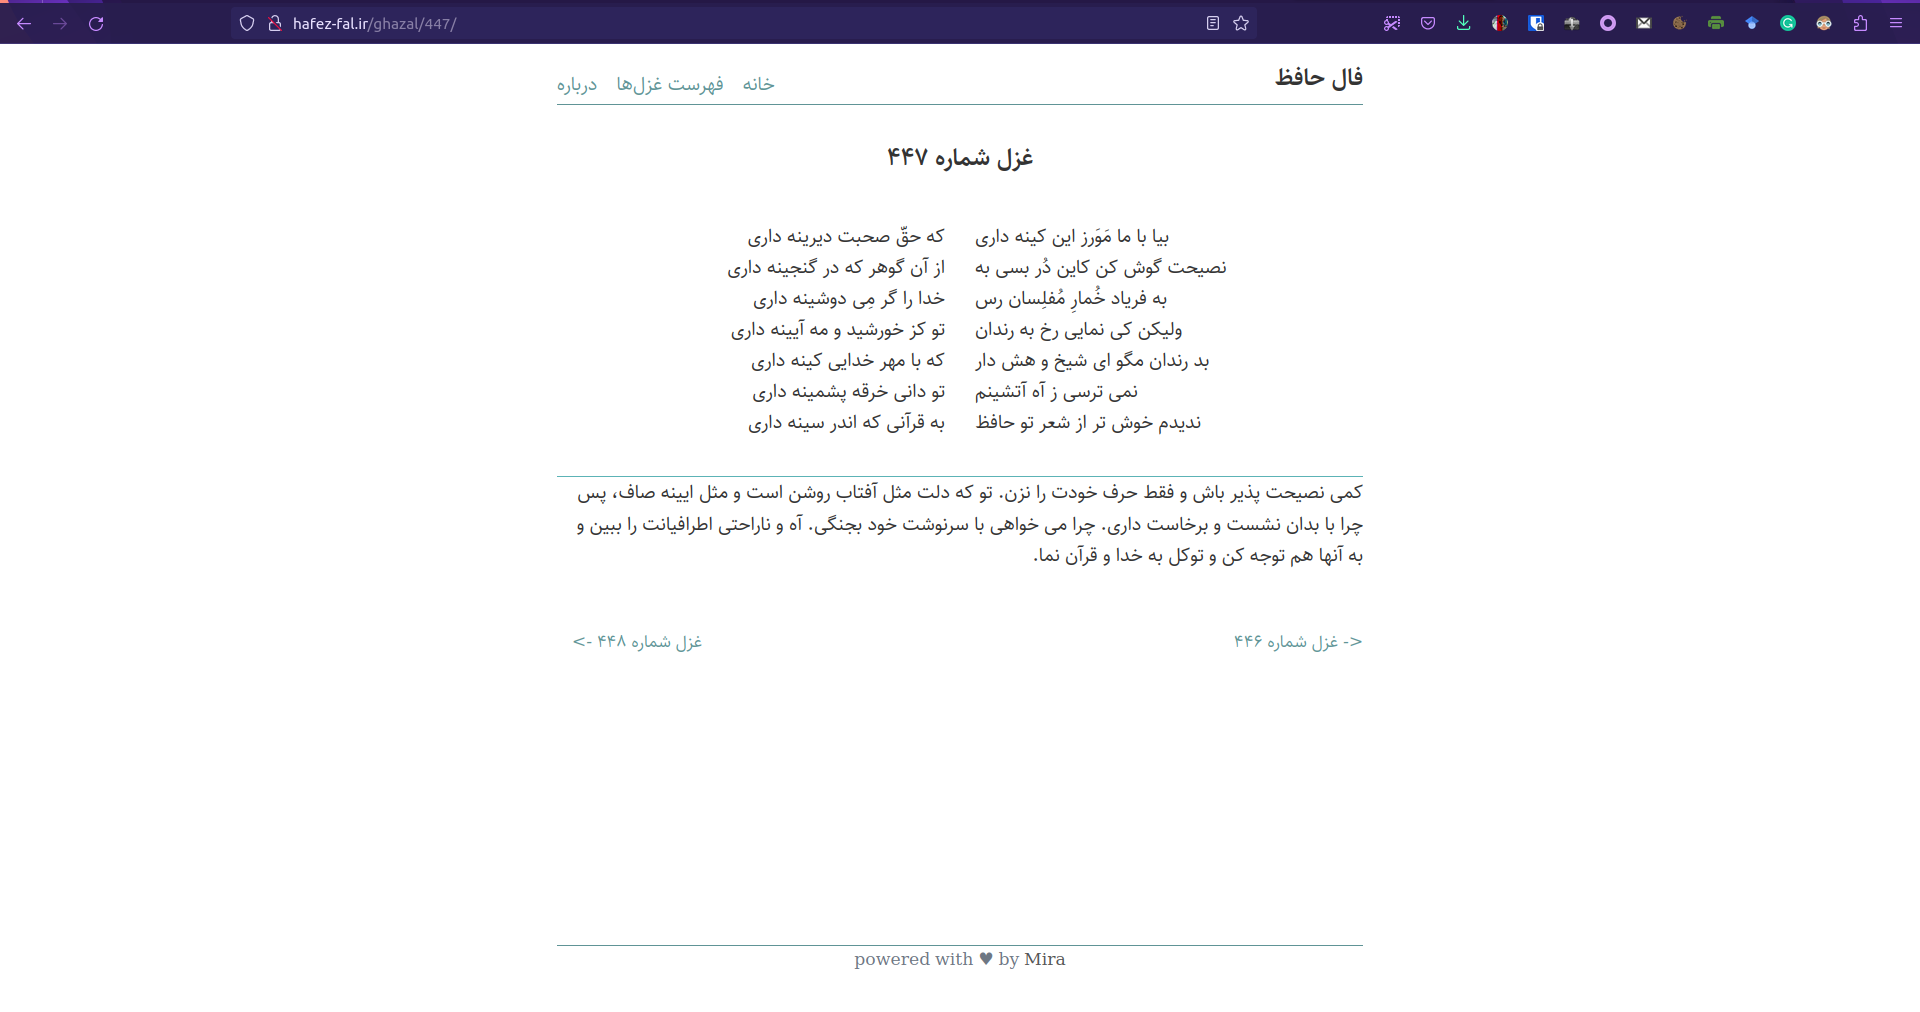 hafez-fal.ir/ghazal/447/
فال حافظ
خانه فهرست غزل‌ها درباره
غزل شماره ۴۴۷
بیا با ما مَوَرز این کینه داری که حقّ صحبت دیرینه داری
نصیحت گوش کن کاین دُر بسی به از آن گوهر که در گنجینه داری
به فریاد خُمارِ مُفلِسان رس خدا را گر مِی دوشینه داری
ولیکن کی نمایی رخ به رندان تو کز خورشید و مه آیینه داری
بد رندان مگو ای شیخ و هش دار که با مهر خدایی کینه داری
نمی ترسی ز آه آتشینم تو دانی خرقه پشمینه داری
ندیدم خوش تر از شعر تو حافظ به قرآنی که اندر سینه داری
کمی نصیحت پذیر باش و فقط حرف خودت را نزن. تو که دلت مثل آفتاب روشن است و مثل ایینه صاف، پس
چرا با بدان نشست و برخاست داری. چرا می خواهی با سرنوشت خود بجنگی. آه و ناراحتی اطرافیانت را ببین و
به آنها هم توجه کن و توکل به خدا و قرآن نما.
<- غزل شماره ۴۴۶ غزل شماره ۴۴۸ ->
powered with ♥ by Mira